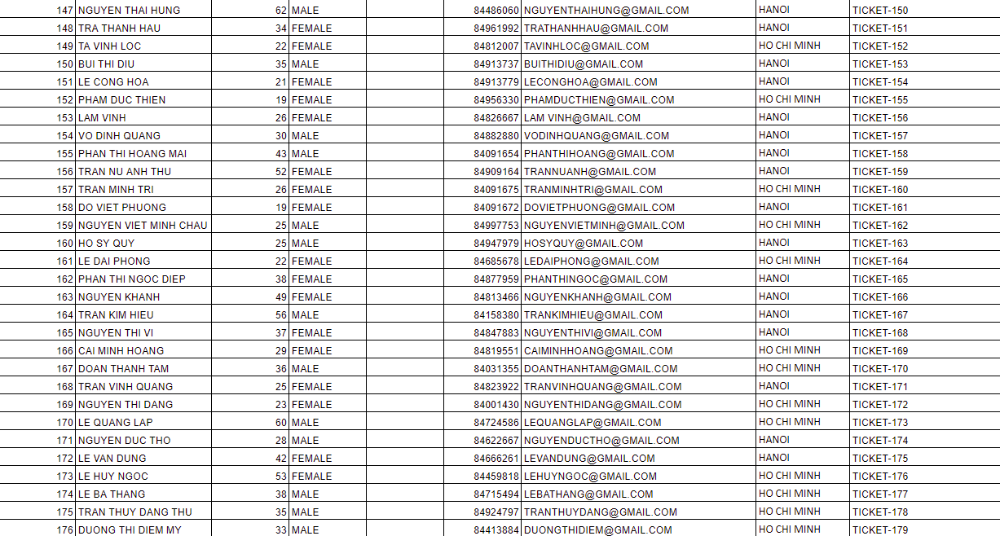 147 NGUYEN THAI HUNG 62 MALE 84486060 NGUYENTHAIHUNG@GMAIL.COM HANOI TICKET-150
148 TRA THANH HAU 34 FEMALE 84961992 TRATHANHHAU@GMAIL.COM HANOI TICKET-151
149 TA VINH LOC 22 FEMALE 84812007 TAVINHLOC@GMAIL.COM HO CHI MINH TICKET-152
150 BUI THI DIU 35 MALE 84913737 BUITHIDIU@GMAIL.COM HANOI TICKET-153
151 LE CONG HOA 21 FEMALE 84913779 LECONGHOA@GMAIL.COM HANOI TICKET-154
152 PHAM DUC THIEN 19 FEMALE 84956330 PHAMDUCTHIEN@GMAIL.COM HO CHI MINH TICKET-155
153 LAM VINH 26 FEMALE 84826667 LAM VINH@GMAIL.COM HANOI TICKET-156
154 VO DINH QUANG 30 MALE 84882880 VODINHQUANG@GMAIL.COM HANOI TICKET-157
155 PHAN THI HOANG MAI 43 MALE 84091654 PHANTHIHOANG@GMAIL.COM HANOI TICKET-158
156 TRAN NU ANH THU 52 FEMALE 84909164 TRANNUANH@GMAIL.COM HANOI TICKET-159
157 TRAN MINH TRI 26 FEMALE 84091675 TRANMINHTRI@GMAIL.COM HO CHI MINH TICKET-160
158 DO VIET PHUONG 19 FEMALE 84091672 DOVIETPHUONG@GMAIL.COM HANOI TICKET-161
159 NGUYEN VIET MINH CHAU 25 MALE 84997753 NGUYENVIETMINH@GMAIL.COM HO CHI MINH TICKET-162
160 HO SY QUY 25 MALE 84947979 HOSYQUY@GMAIL.COM HANOI TICKET-163
161 LE DAI PHONG 22 FEMALE 84685678 LEDAIPHONG@GMAIL.COM HO CHI MINH TICKET-164
162 PHAN THI NGOC DIEP 38 FEMALE 84877959 PHANTHINGOC@GMAIL.COM HANOI TICKET-165
163 NGUYEN KHANH 49 FEMALE 84813466 NGUYENKHANH@GMAIL.COM HANOI TICKET-166
164 TRAN KIM HIEU 56 MALE 84158380 TRANKIMHIEU@GMAIL.COM HANOI TICKET-167
165 NGUYEN THI VI 37 FEMALE 84847883 NGUYENTHIVI@GMAIL.COM HANOI TICKET-168
166 CAI MINH HOANG 29 FEMALE 84819551 CAIMINHHOANG@GMAIL.COM HO CHI MINH TICKET-169
167 DOAN THANH TAM 36 MALE 84031355 DOANTHANHTAM@GMAIL.COM HO CHI MINH TICKET-170
168 TRAN VINH QUANG 25 FEMALE 84823922 TRANVINHQUANG@GMAIL.COM HANOI TICKET-171
169 NGUYEN THI DANG 23 FEMALE 84001430 NGUYENTHIDANG@GMAIL.COM HO CHI MINH TICKET-172
170 LE QUANG LAP 60 MALE 84724586 LEQUANGLAP@GMAIL.COM HO CHI MINH TICKET-173
171 NGUYEN DUC THO 28 MALE 84622667 NGUYENDUCTHO@GMAIL.COM HANOI TICKET-174
172 LE VAN DUNG 42 FEMALE 84666261 LEVANDUNG@GMAIL.COM HANOI TICKET-175
173 LE HUY NGOC 53 FEMALE 84459818 LEHUYNGOC@GMAIL.COM HO CHI MINH TICKET-176
174 LE BA THANG 38 MALE 84715494 LEBATHANG@GMAIL.COM HO CHI MINH TICKET-177
175 TRAN THUY DANG THU 35 MALE 84924797 TRANTHUYDANG@GMAIL.COM HO CHI MINH TICKET-178
176 DUONG THI DIEM MY 33 MALE 84413884 DUONGTHIDIEM@GMAIL.COM HO CHI MINH TICKET-179